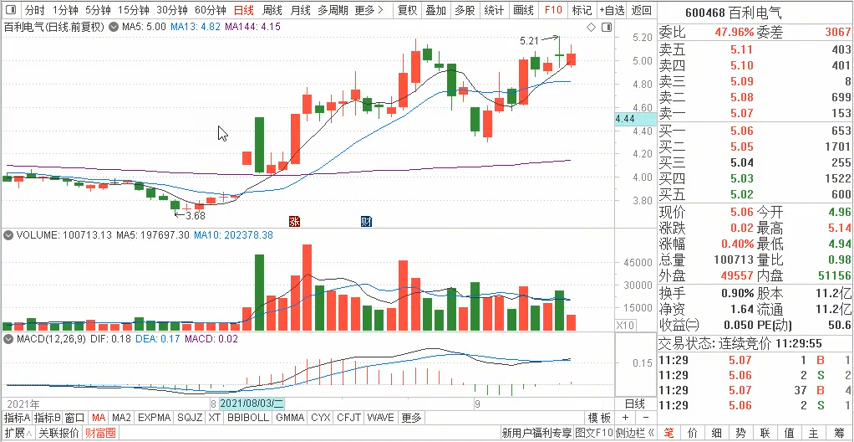 分时 1分钟 5分钟 15分钟 30分钟 60分钟 日线 周线 月线 多周期 更多 > 复权 叠加 多股 统计 画线 F10 标记 +自选 返回
百利电气(日线.前复权) MA5: 5.00 MA13: 4.82 MA144: 4.15
5.21
5.20
5.00
4.80
4.60
4.44
4.40
4.20
4.00
3.80
3.68
涨 财
VOLUME: 100713.13 MA5: 197697.30 MA10: 202378.38
45000
30000
15000
X10
MACD(12,26,9) DIF: 0.18 DEA: 0.17 MACD: 0.02
0.15
2021年 8 2021/08/03/二 9 日线
指标A 指标B 窗口 MA MA2 EXPMA SQJZ XT BBIBOLL GMMA CYX CFJT WAVE 更多 模板 + −
扩展∧ 关联报价 财富圈 新用户福利专享 图文F10 侧边栏《
600468 百利电气
委比 47.96% 委差 3067
卖五 5.11 403
卖四 5.10 401
卖三 5.09 8
卖二 5.08 699
卖一 5.07 153
买一 5.06 653
买二 5.05 1701
买三 5.04 255
买四 5.03 1522
买五 5.02 600
现价 5.06 今开 4.96
涨跌 0.02 最高 5.14
涨幅 0.40% 最低 4.94
总量 100713 量比 0.98
外盘 49557 内盘 51156
换手 0.90% 股本 11.2亿
净资 1.64 流通 11.2亿
收益㈡ 0.050 PE(动) 50.6
交易状态: 连续竞价 11:29:55
11:29 5.07 1 B 1
11:29 5.06 2 S 2
11:29 5.07 37 B 4
11:29 5.06 2 S 1
笔 价 细 势 联 值 主 筹